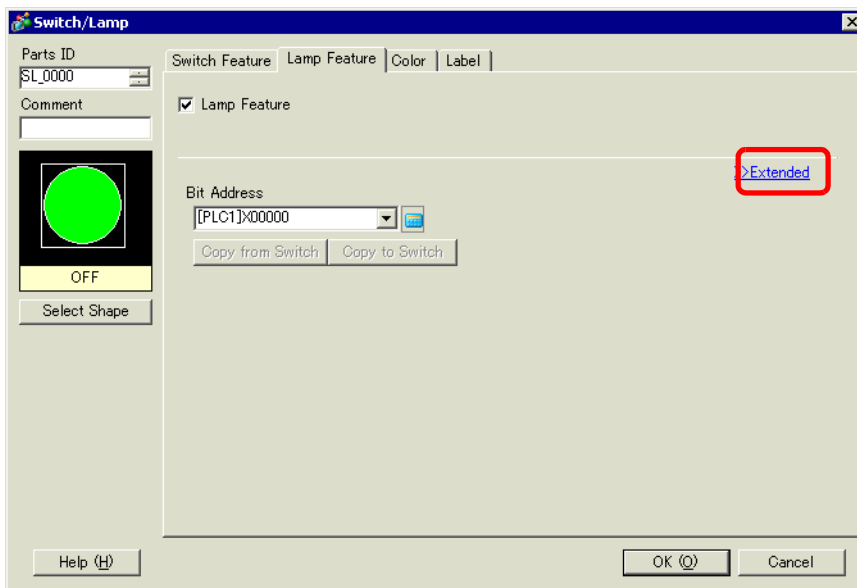 Switch/Lamp
Parts ID
SL_0000
Comment
OFF
Select Shape
Switch Feature Lamp Feature Color Label
Lamp Feature
>>Extended
Bit Address
[PLC1]X00000
Copy from Switch Copy to Switch
Help (H) OK (O) Cancel